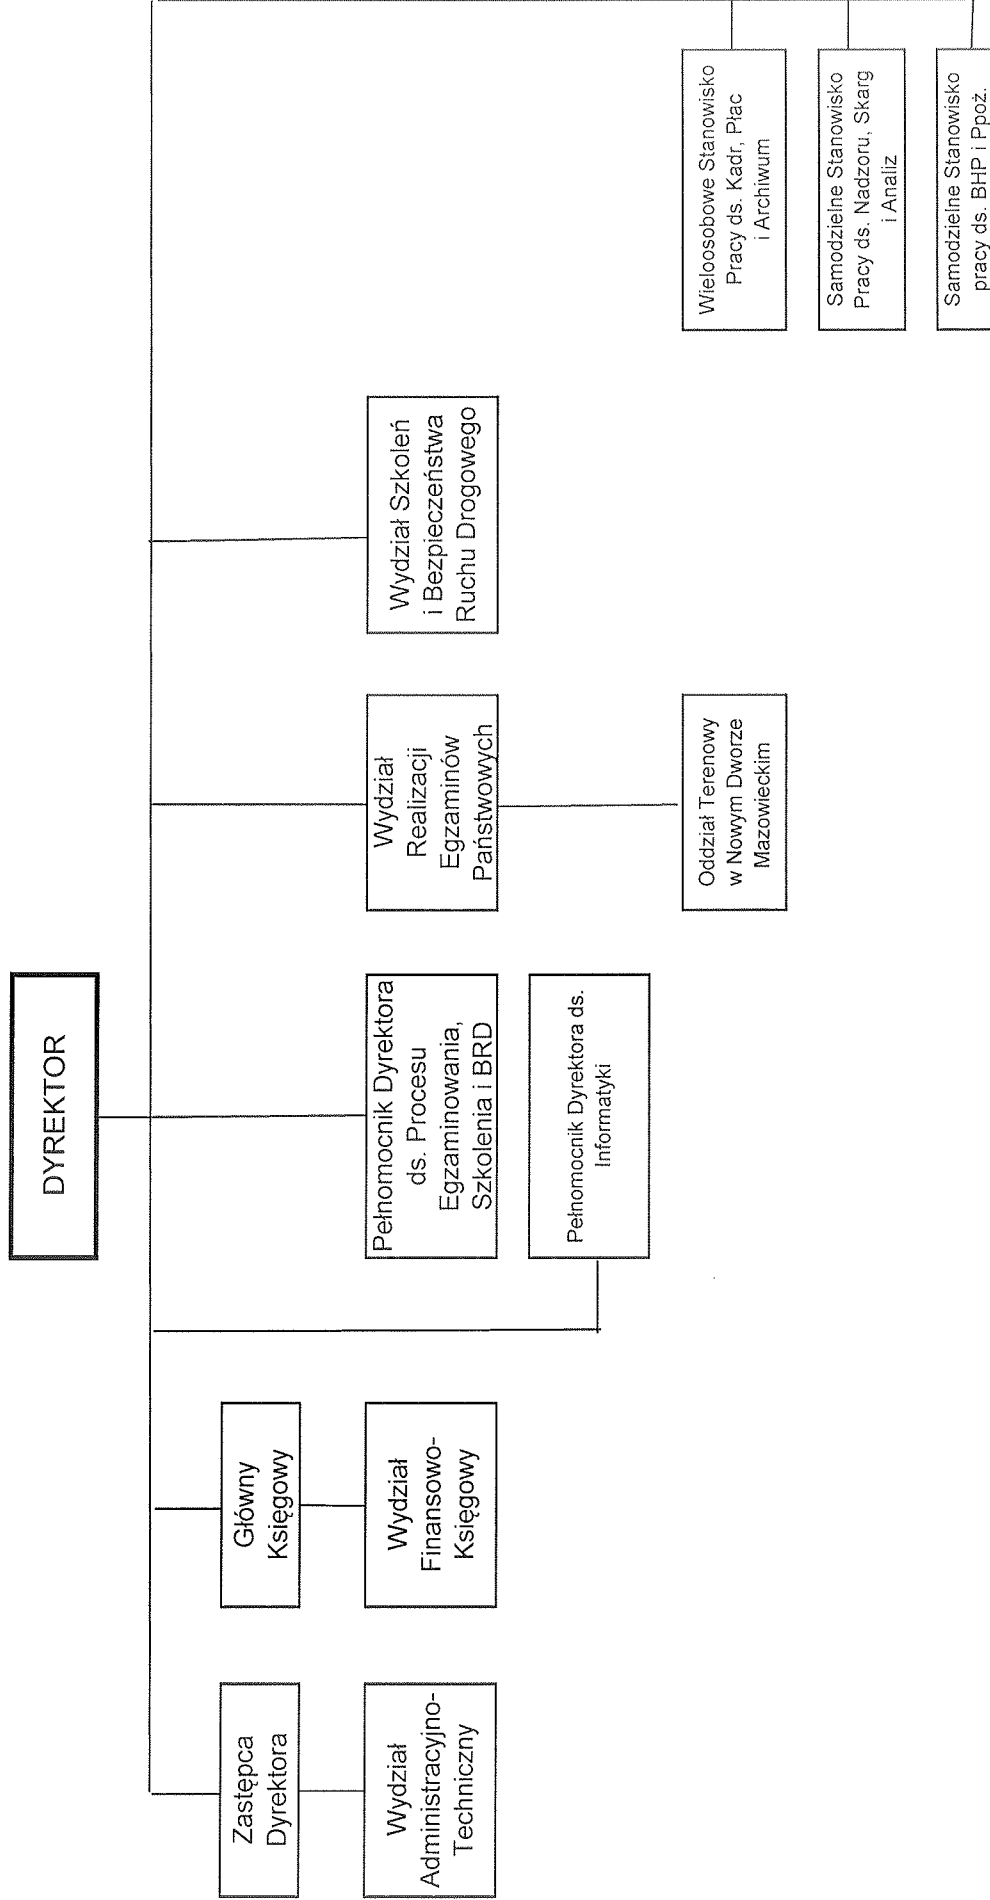 DYREKTOR
Zastępca
Dyrektora
Główny
Księgowy
Wydział
Administracyjno-
Techniczny
Wydział
Finansowo-
Księgowy
Pełnomocnik Dyrektora
ds. Procesu
Egzaminowania,
Szkolenia i BRD
Wydział
Realizacji
Egzaminów
Państwowych
Wydział Szkoleń
i Bezpieczeństwa
Ruchu Drogowego
Pełnomocnik Dyrektora ds.
Informatyki
Oddział Terenowy
w Nowym Dworze
Mazowieckim
Wieloosobowe Stanowisko
Pracy ds. Kadr, Płac
i Archiwum
Samodzielne Stanowisko
Pracy ds. Nadzoru, Skarg
i Analiz
Samodzielne Stanowisko
pracy ds. BHP i Ppoż.